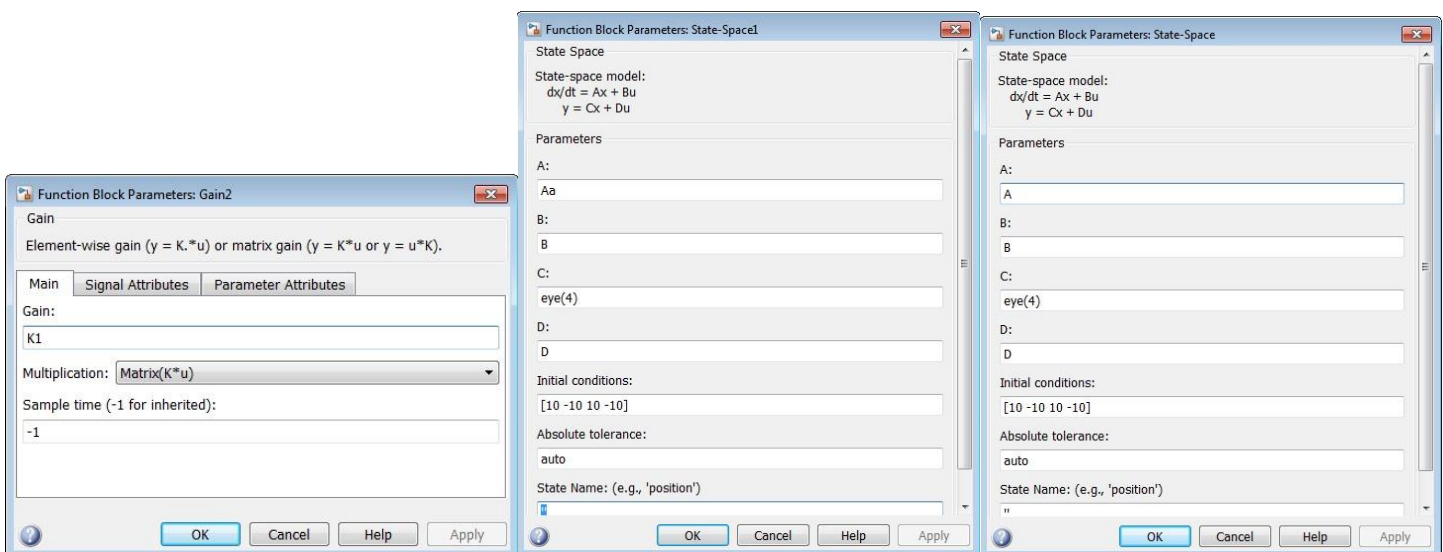 Function Block Parameters: Gain2
Gain
Element-wise gain (y = K.*u) or matrix gain (y = K*u or y = u*K).
Main Signal Attributes Parameter Attributes
Gain:
K1
Multiplication: Matrix(K*u)
Sample time (-1 for inherited):
-1
OK Cancel Help Apply
Function Block Parameters: State-Space1
State Space
State-space model:
dx/dt = Ax + Bu
y = Cx + Du
Parameters
A:
Aa
B:
B
C:
eye(4)
D:
D
Initial conditions:
[10 -10 10 -10]
Absolute tolerance:
auto
State Name: (e.g., 'position')
''
OK Cancel Help Apply
Function Block Parameters: State-Space
State Space
State-space model:
dx/dt = Ax + Bu
y = Cx + Du
Parameters
A:
A
B:
B
C:
eye(4)
D:
D
Initial conditions:
[10 -10 10 -10]
Absolute tolerance:
auto
State Name: (e.g., 'position')
''
OK Cancel Help Apply